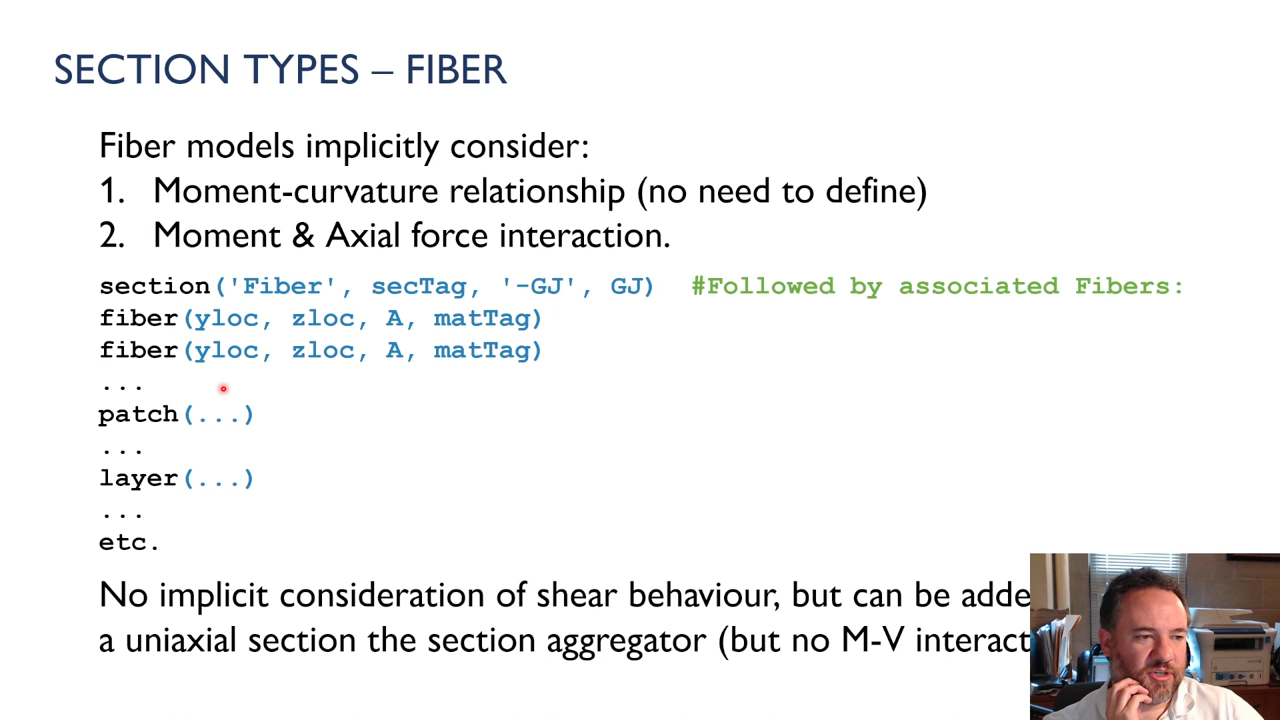 SECTION TYPES – FIBER
Fiber models implicitly consider:
1. Moment-curvature relationship (no need to define)
2. Moment & Axial force interaction.
section('Fiber', secTag, '-GJ', GJ) #Followed by associated Fibers:
fiber(yloc, zloc, A, matTag)
fiber(yloc, zloc, A, matTag)
...
patch(...)
...
layer(...)
...
etc.
No implicit consideration of shear behaviour, but can be adde
a uniaxial section the section aggregator (but no M-V interact